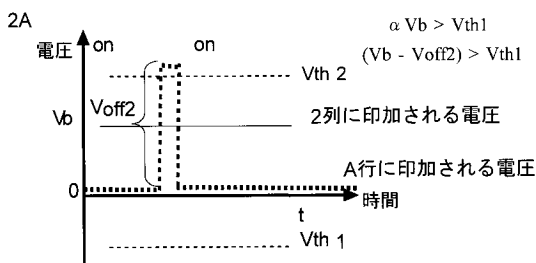 2A
α Vb > Vth1
電圧 on on
(Vb - Voff2) > Vth1
Vth 2
Voff2
Vb
2列に印加される電圧
A行に印加される電圧
0
時間
t
Vth 1